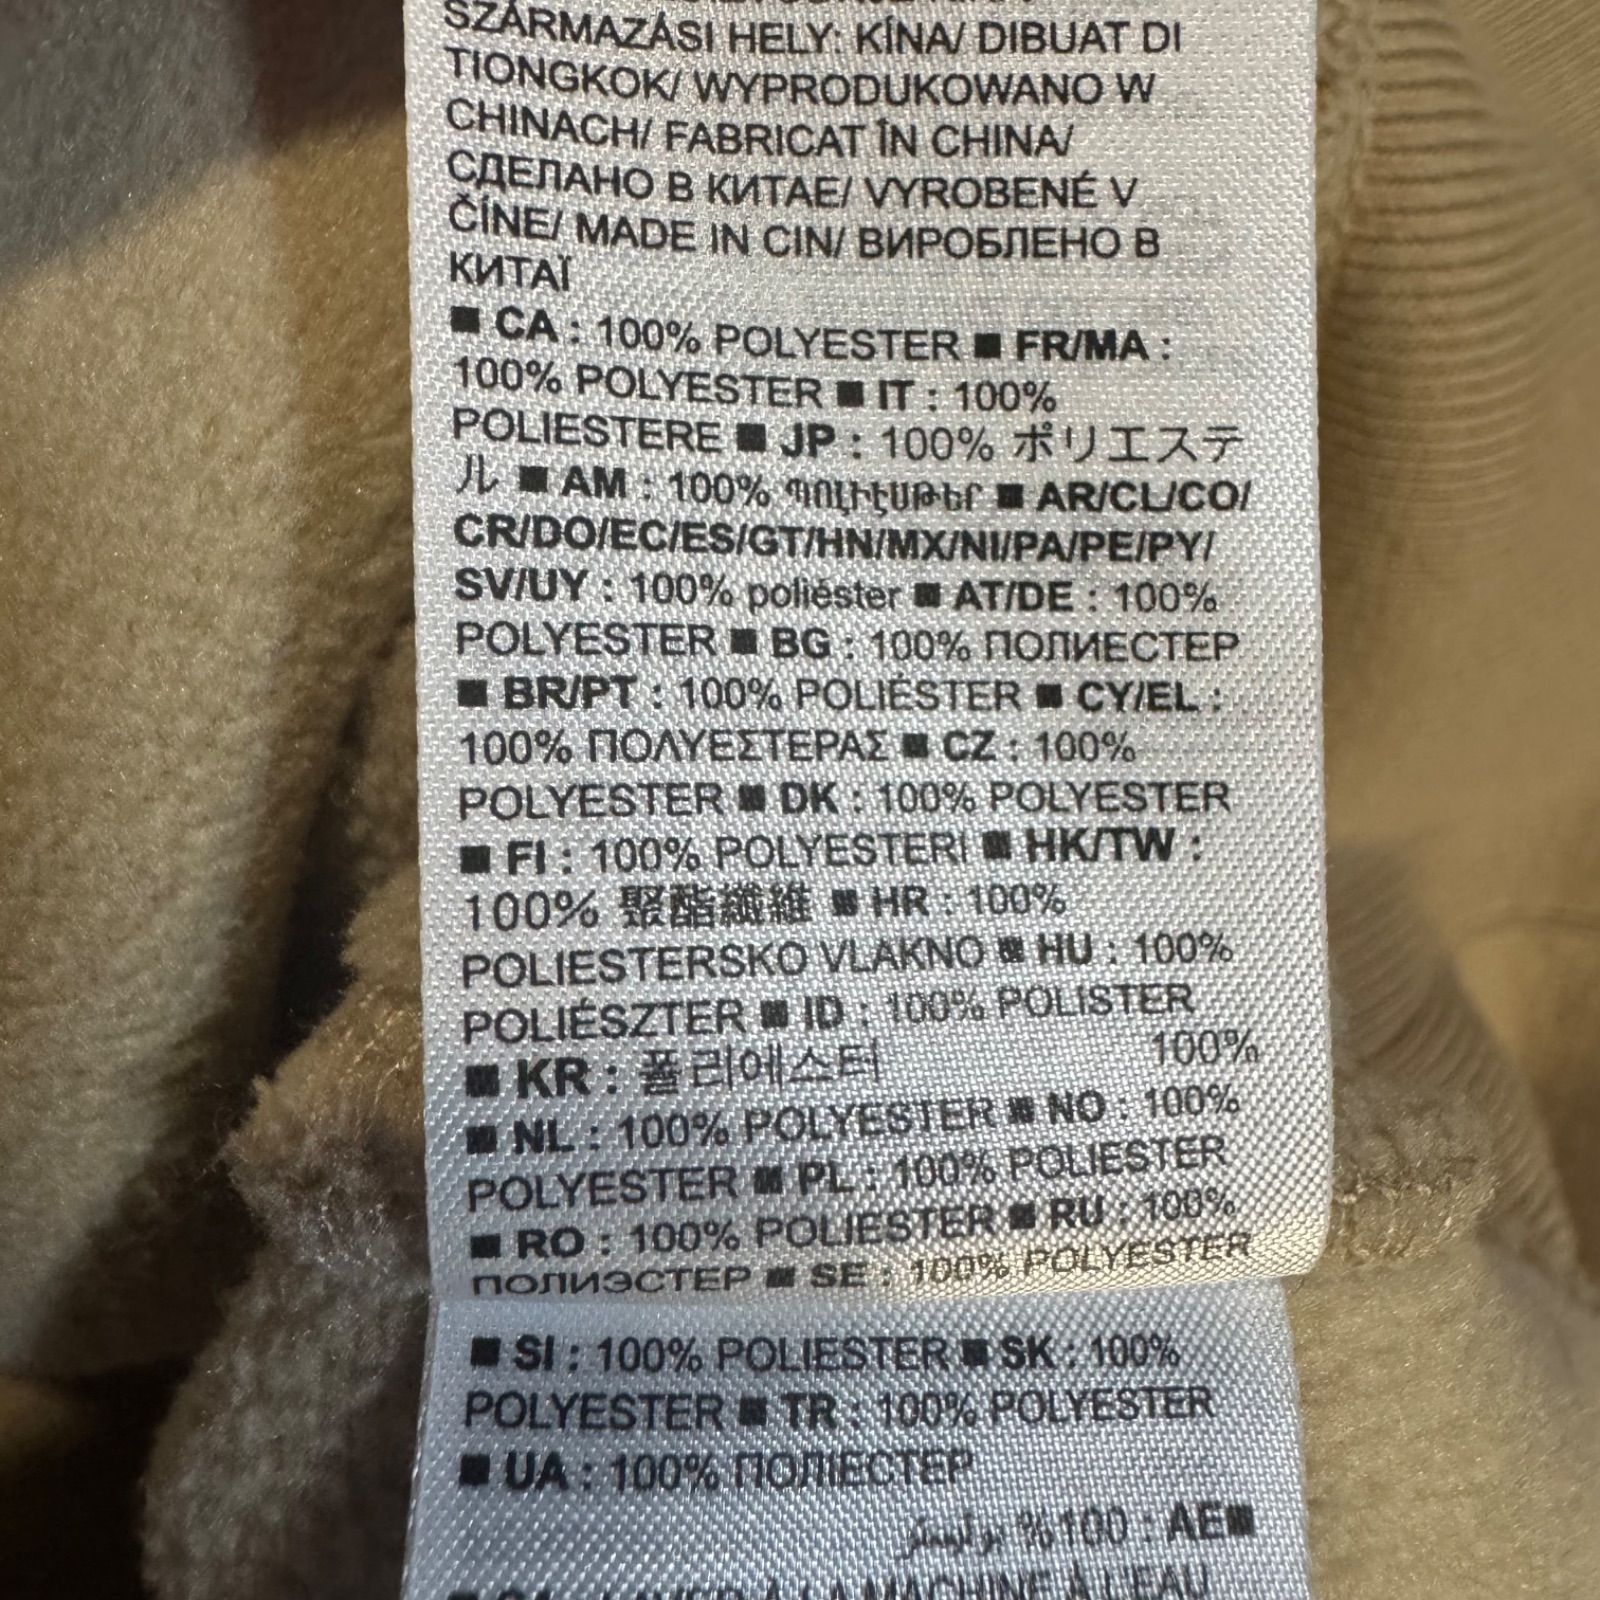 SZÁRMAZÁSI HELY: KÍNA/ DIBUAT DI
TIONGKOK/ WYPRODUKOWANO W
CHINACH/ FABRICAT ÎN CHINA/
СДЕЛАНО В КИТАЕ/ VYROBENÉ V
ČÍNE/ MADE IN CIN/ ВИРОБЛЕНО В
КИТАЇ
■ CA : 100% POLYESTER ■ FR/MA :
100% POLYESTER ■ IT : 100%
POLIESTERE ■ JP : 100% ポリエステ
ル ■ AM : 100% պոլիէսթեր ■ AR/CL/CO/
CR/DO/EC/ES/GT/HN/MX/NI/PA/PE/PY/
SV/UY : 100% poliéster ■ AT/DE : 100%
POLYESTER ■ BG : 100% ПОЛИЕСТЕР
■ BR/PT : 100% POLIÉSTER ■ CY/EL :
100% ΠΟΛΥΕΣΤΕΡΑΣ ■ CZ : 100%
POLYESTER ■ DK : 100% POLYESTER
■ FI : 100% POLYESTERI ■ HK/TW :
100% 聚酯纖維 ■ HR : 100%
POLIESTERSKO VLAKNO ■ HU : 100%
POLIÉSZTER ■ ID : 100% POLISTER
■ KR : 폴리에스터 100%
■ NL : 100% POLYESTER ■ NO : 100%
POLYESTER ■ PL : 100% POLIESTER
■ RO : 100% POLIESTER ■ RU : 100%
ПОЛИЭСТЕР ■ SE : 100% POLYESTER
■ SI : 100% POLIESTER ■ SK : 100%
POLYESTER ■ TR : 100% POLYESTER
■ UA : 100% ПОЛІЕСТЕР
■AE : 100% بوليستر
■ CA : LAVER À LA MACHINE À L'EAU